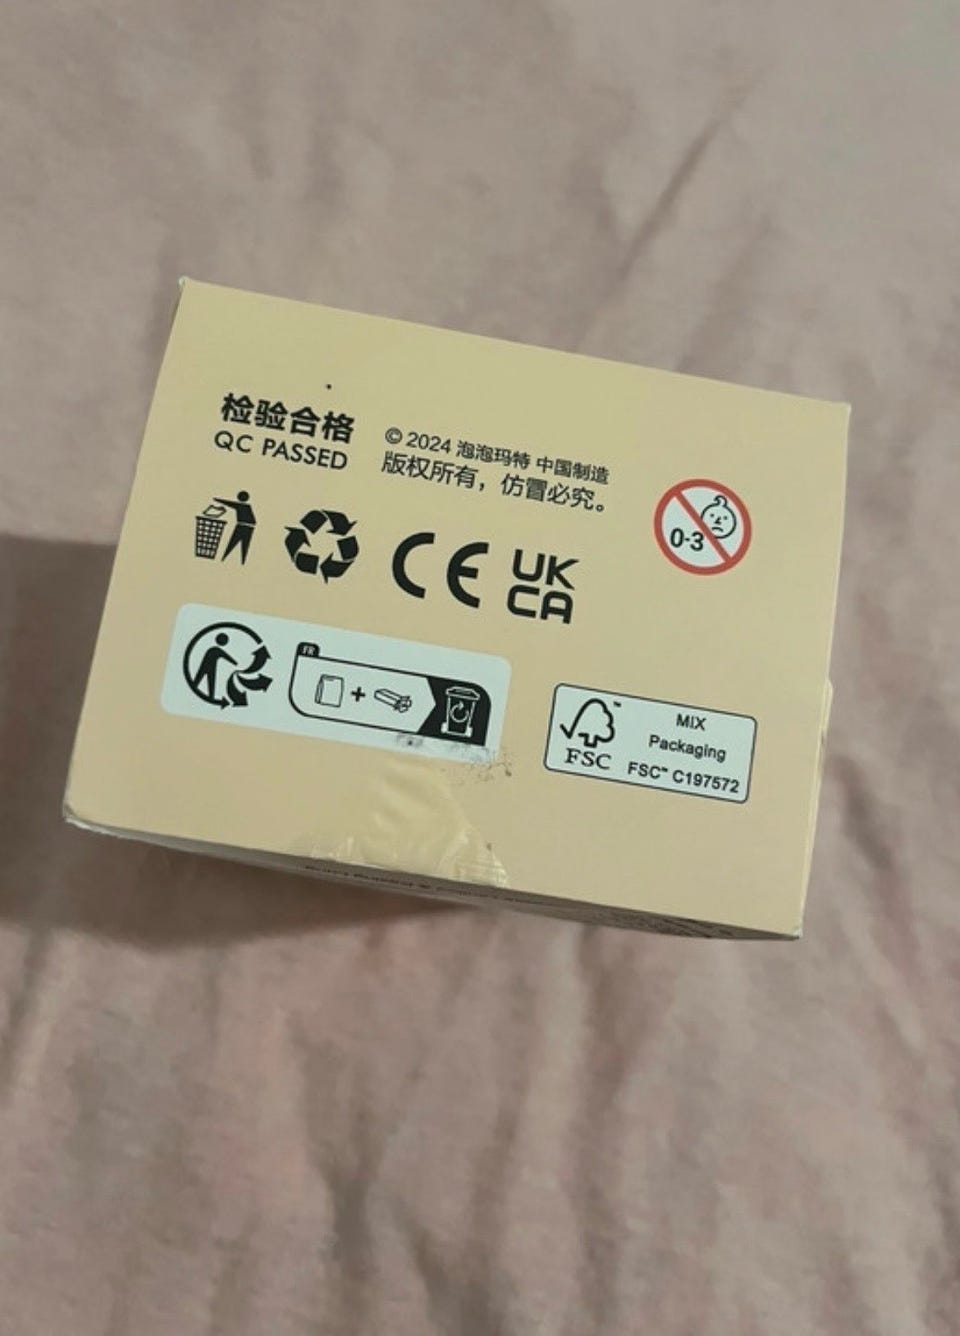 检验合格
QC PASSED
© 2024 泡泡玛特 中国制造
版权所有，仿冒必究。
0-3
CE
UK
CA
FR
FSC™
MIX
Packaging
FSC™ C197572